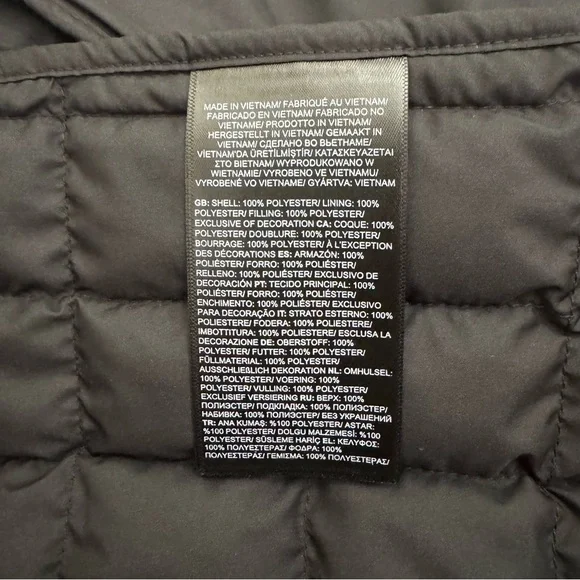 MADE IN VIETNAM/ FABRIQUÉ AU VIETNAM/
FABRICADO EN VIETNAM/ FABRICADO NO
VIETNAME/ PRODOTTO IN VIETNAM/
HERGESTELLT IN VIETNAM/ GEMAAKT IN
VIETNAM/ СДЕЛАНО ВО ВЬЕТНАМЕ/
VİETNAM'DA ÜRETİLMİŞTİR/ ΚΑΤΑΣΚΕΥΑΖΕΤΑΙ
ΣΤΟ ΒΙΕΤΝΑΜ/ WYPRODUKOWANO W
WIETNAMIE/ VYROBENO VE VIETNAMU/
VYROBENÉ VO VIETNAME/ GYÁRTVA: VIETNAM/
GB: SHELL: 100% POLYESTER/ LINING: 100%
POLYESTER/ FILLING: 100% POLYESTER/
EXCLUSIVE OF DECORATION CA: COQUE: 100%
POLYESTER/ DOUBLURE: 100% POLYESTER/
BOURRAGE: 100% POLYESTER/ À L'EXCEPTION
DES DÉCORATIONS ES: ARMAZÓN: 100%
POLIÉSTER/ FORRO: 100% POLIÉSTER/
RELLENO: 100% POLIÉSTER/ EXCLUSIVO DE
DECORACIÓN PT: TECIDO PRINCIPAL: 100%
POLIÉSTER/ FORRO: 100% POLIÉSTER/
ENCHIMENTO: 100% POLIÉSTER/ EXCLUSIVO
PARA DECORAÇÃO IT: STRATO ESTERNO: 100%
POLIESTERE/ FODERA: 100% POLIESTERE/
IMBOTTITURA: 100% POLIESTERE/ ESCLUSA LA
DECORAZIONE DE: OBERSTOFF: 100%
POLYESTER/ FUTTER: 100% POLYESTER/
FÜLLMATERIAL: 100% POLYESTER/
AUSSCHLIEßLICH DEKORATION NL: OMHULSEL:
100% POLYESTER/ VOERING: 100%
POLYESTER/ VULLING: 100% POLYESTER/
EXCLUSIEF VERSIERING RU: ВЕРХ: 100%
ПОЛИЭСТЕР/ ПОДКЛАДКА: 100% ПОЛИЭСТЕР/
НАБИВКА: 100% ПОЛИЭСТЕР/ БЕЗ УКРАШЕНИЙ
TR: ANA KUMAŞ: %100 POLYESTER/ ASTAR:
%100 POLYESTER/ DOLGU MALZEMESİ: %100
POLYESTER/ SÜSLEME HARİÇ EL: ΚΕΛΥΦΟΣ:
100% ΠΟΛΥΕΣΤΕΡΑΣ/ ΦΟΔΡΑ: 100%
ΠΟΛΥΕΣΤΕΡΑΣ/ ΓΕΜΙΣΜΑ: 100% ΠΟΛΥΕΣΤΕΡΑΣ/